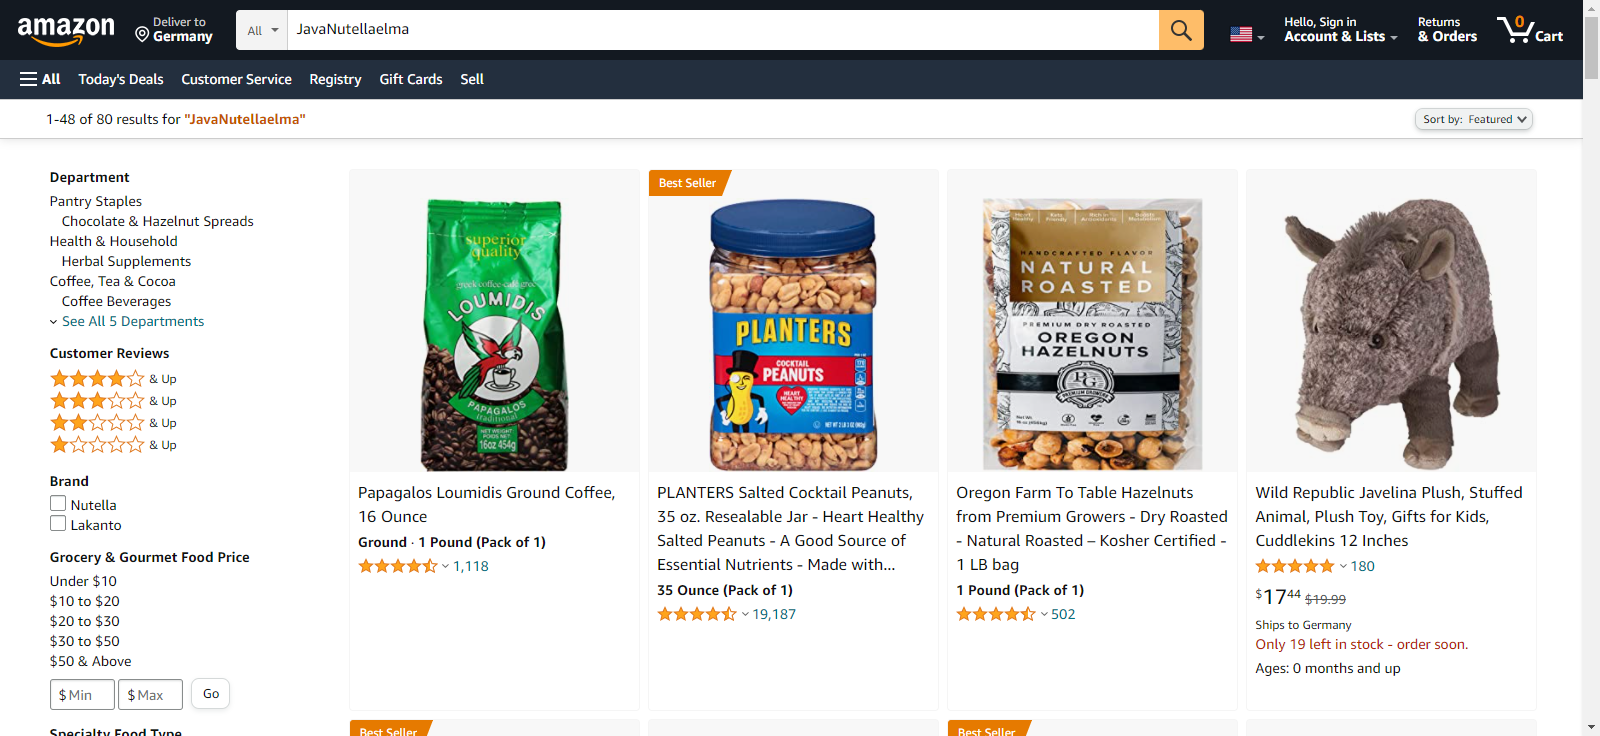 amazon
Deliver to
Germany
All
JavaNutellaelma
Hello, Sign in
Account & Lists
Returns
& Orders
0
Cart
All
Today's Deals
Customer Service
Registry
Gift Cards
Sell
1-48 of 80 results for "JavaNutellaelma"
Sort by: Featured
Department
Pantry Staples
Chocolate & Hazelnut Spreads
Health & Household
Herbal Supplements
Coffee, Tea & Cocoa
Coffee Beverages
See All 5 Departments
Customer Reviews
& Up
& Up
& Up
& Up
Brand
Nutella
Lakanto
Grocery & Gourmet Food Price
Under $10
$10 to $20
$20 to $30
$30 to $50
$50 & Above
$ Min
$ Max
Go
Specialty Food Type
superior
quality
LOUMIDIS
PAPAGALOS
traditional
NET WEIGHT
16oz 454g
Papagalos Loumidis Ground Coffee,
16 Ounce
Ground · 1 Pound (Pack of 1)
1,118
Best Seller
PLANTERS
COCKTAIL
PEANUTS
HEART
HEALTHY
PLANTERS Salted Cocktail Peanuts,
35 oz. Resealable Jar - Heart Healthy
Salted Peanuts - A Good Source of
Essential Nutrients - Made with...
35 Ounce (Pack of 1)
19,187
HANDCRAFTED FLAVOR
NATURAL
ROASTED
PREMIUM DRY ROASTED
OREGON
HAZELNUTS
PG
PREMIUM GROWERS
Oregon Farm To Table Hazelnuts
from Premium Growers - Dry Roasted
- Natural Roasted – Kosher Certified -
1 LB bag
1 Pound (Pack of 1)
502
Wild Republic Javelina Plush, Stuffed
Animal, Plush Toy, Gifts for Kids,
Cuddlekins 12 Inches
180
$17 44 $19.99
Ships to Germany
Only 19 left in stock - order soon.
Ages: 0 months and up
Best Seller
Best Seller